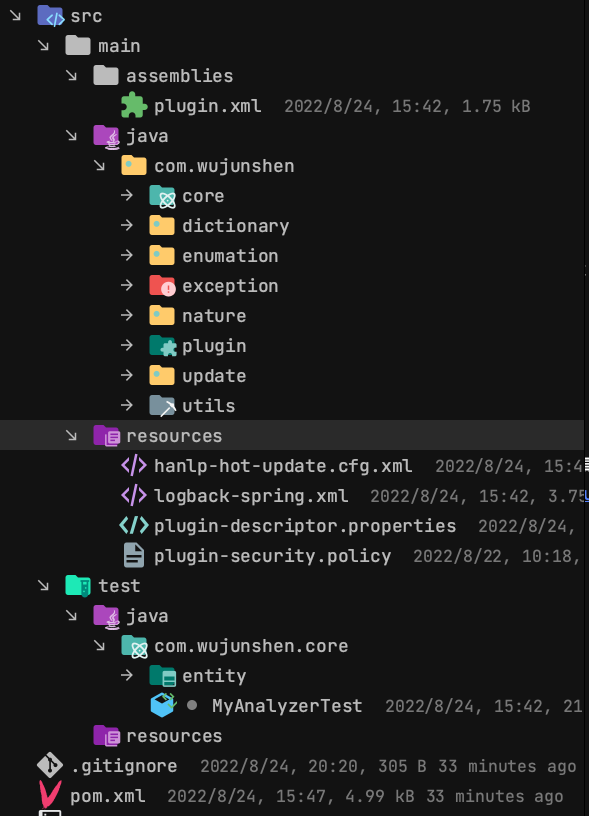 src
main
assemblies
plugin.xml 2022/8/24, 15:42, 1.75 kB
java
com.wujunshen
core
dictionary
enumation
exception
nature
plugin
update
utils
resources
hanlp-hot-update.cfg.xml 2022/8/24, 15:4
logback-spring.xml 2022/8/24, 15:42, 3.75
plugin-descriptor.properties 2022/8/24,
plugin-security.policy 2022/8/22, 10:18,
test
java
com.wujunshen.core
entity
MyAnalyzerTest 2022/8/24, 15:42, 21
resources
.gitignore 2022/8/24, 20:20, 305 B 33 minutes ago
pom.xml 2022/8/24, 15:47, 4.99 kB 33 minutes ago